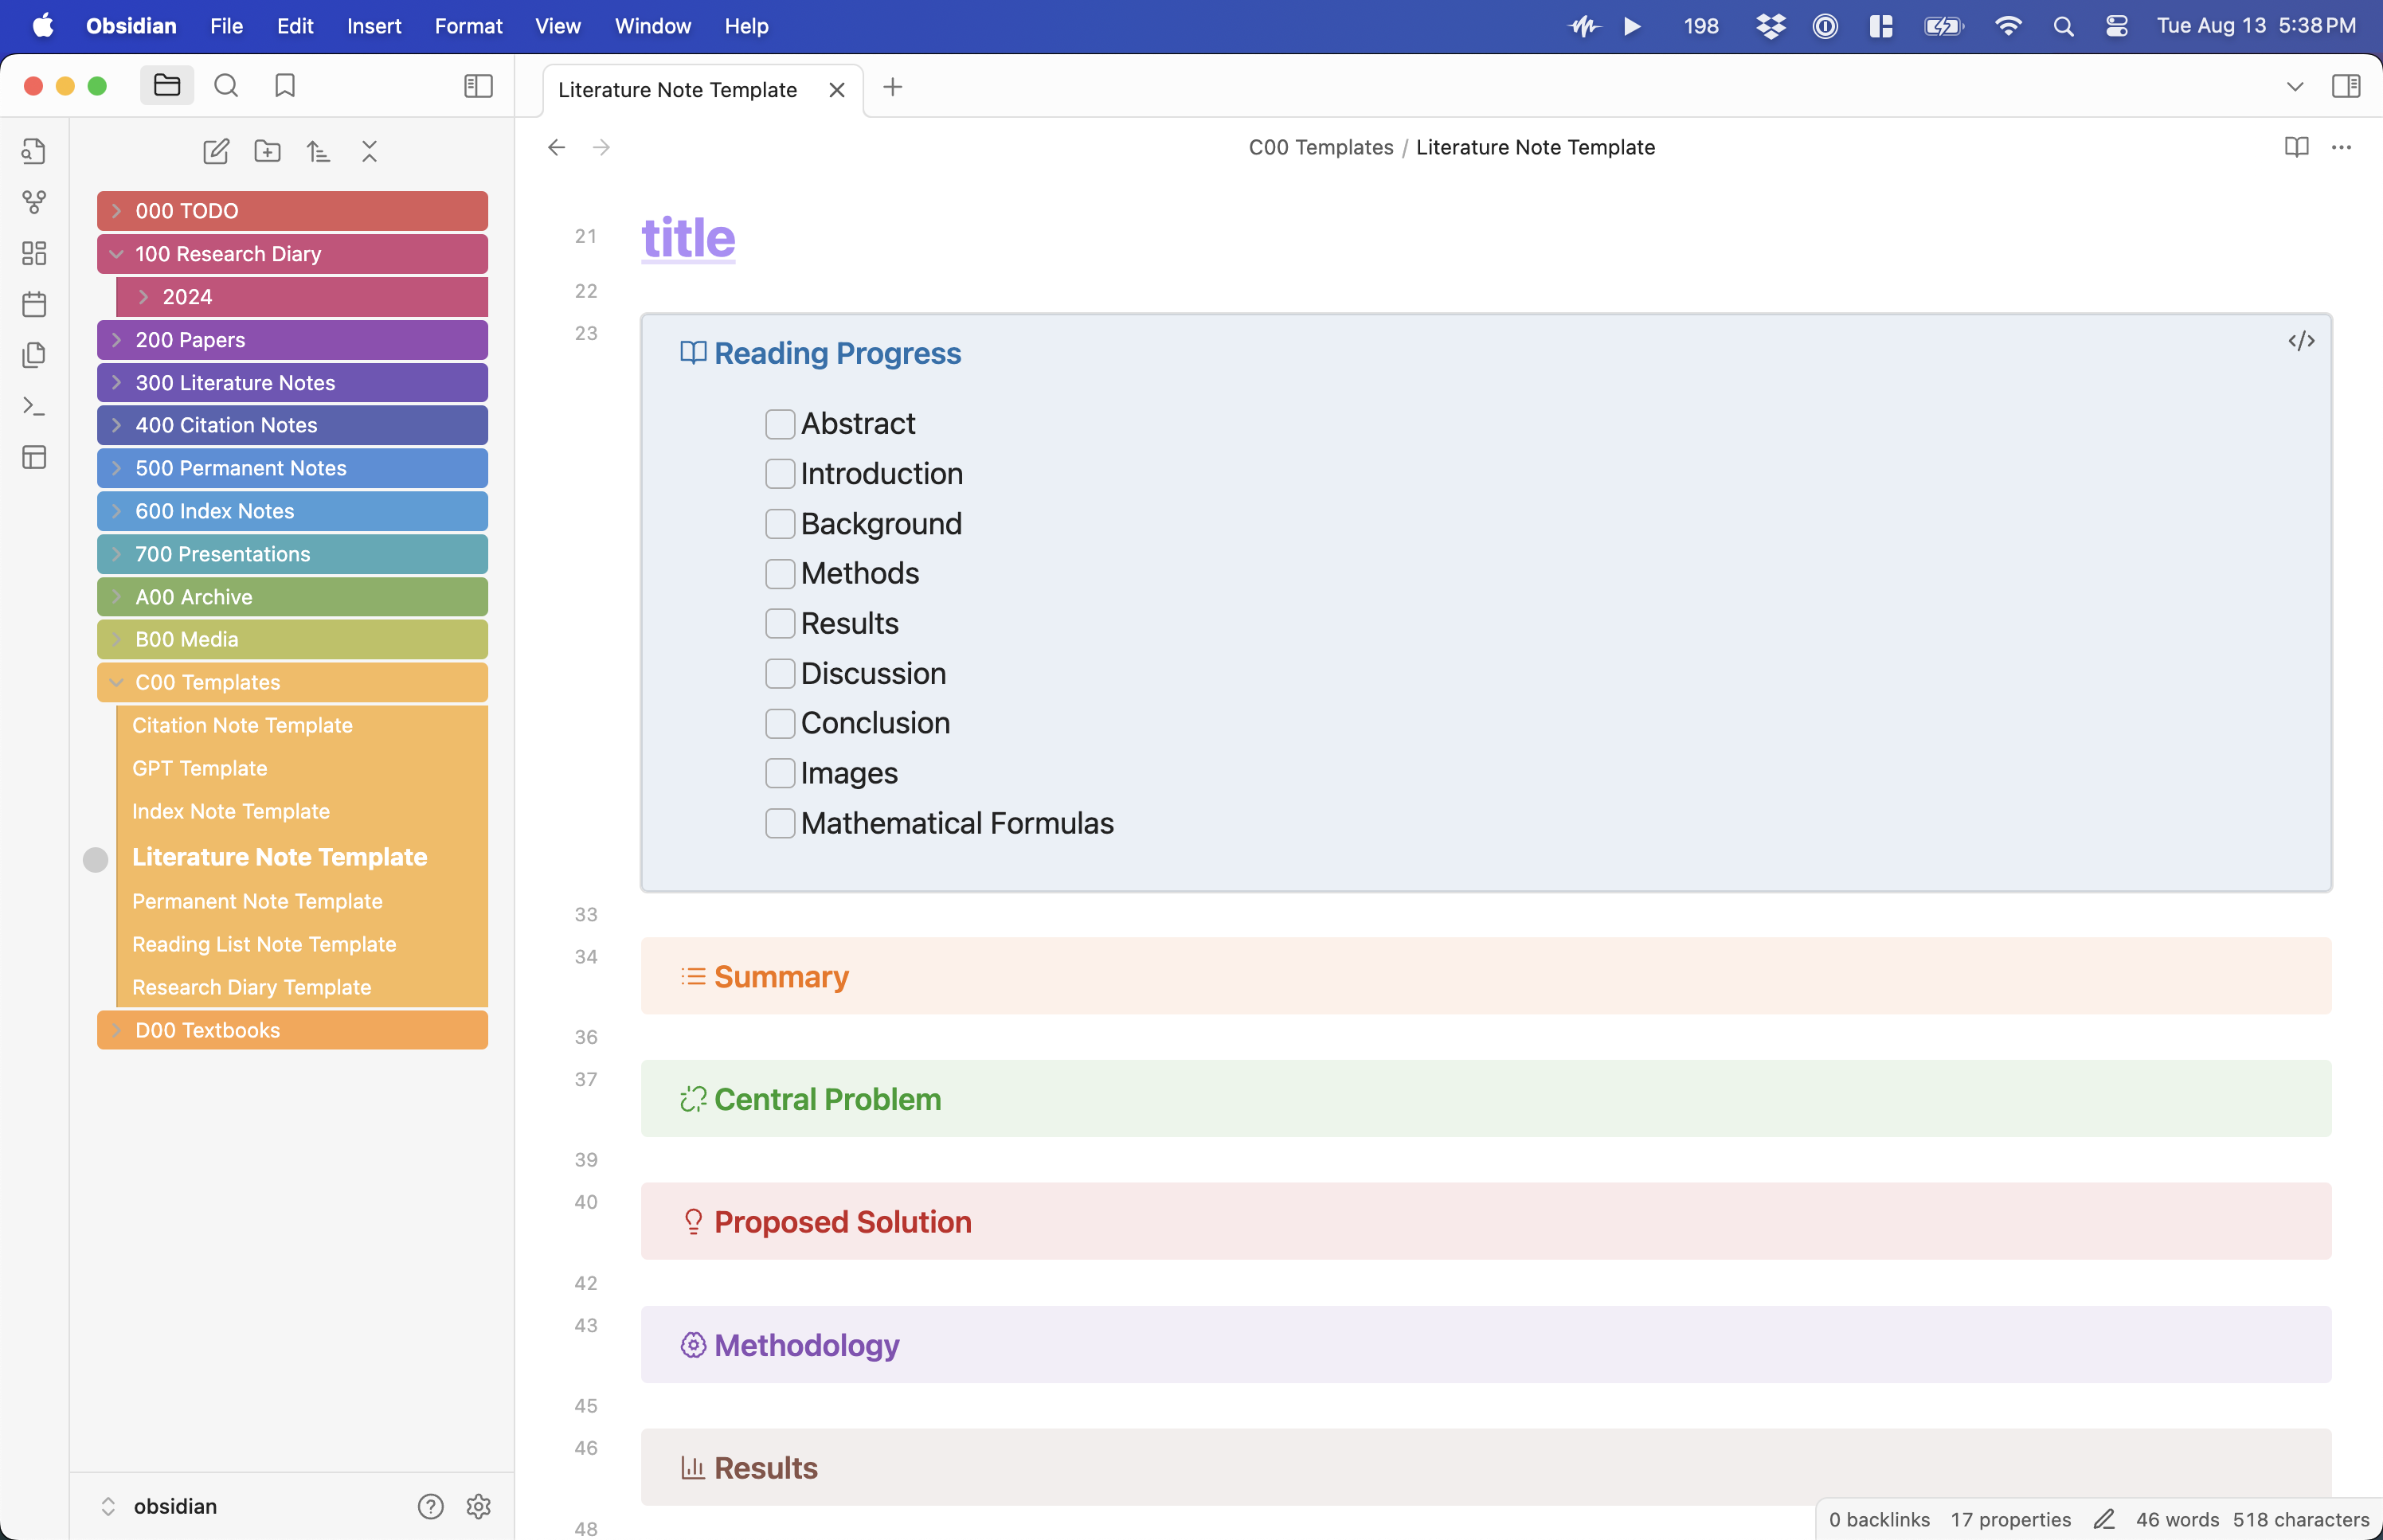 Obsidian File Edit Insert Format View Window Help 198 Tue Aug 13 5:38 PM
Literature Note Template
C00 Templates / Literature Note Template
000 TODO
100 Research Diary
2024
200 Papers
300 Literature Notes
400 Citation Notes
500 Permanent Notes
600 Index Notes
700 Presentations
A00 Archive
B00 Media
C00 Templates
Citation Note Template
GPT Template
Index Note Template
Literature Note Template
Permanent Note Template
Reading List Note Template
Research Diary Template
D00 Textbooks
obsidian
21 title
22
23 Reading Progress </>
Abstract
Introduction
Background
Methods
Results
Discussion
Conclusion
Images
Mathematical Formulas
33
34 Summary
36
37 Central Problem
39
40 Proposed Solution
42
43 Methodology
45
46 Results
48
0 backlinks 17 properties 46 words 518 characters